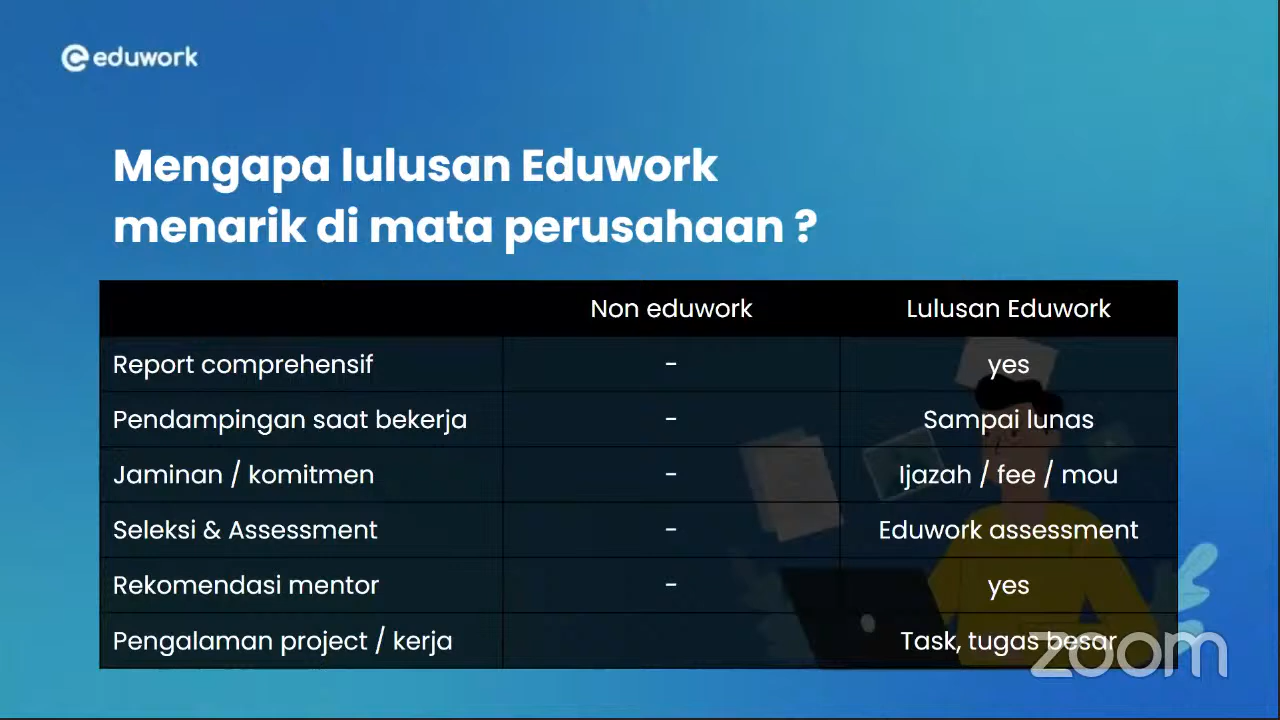 eduwork
Mengapa lulusan Eduwork
menarik di mata perusahaan ?
Non eduwork Lulusan Eduwork
Report comprehensif - yes
Pendampingan saat bekerja - Sampai lunas
Jaminan / komitmen - Ijazah / fee / mou
Seleksi & Assessment - Eduwork assessment
Rekomendasi mentor - yes
Pengalaman project / kerja Task, tugas besar
zoom